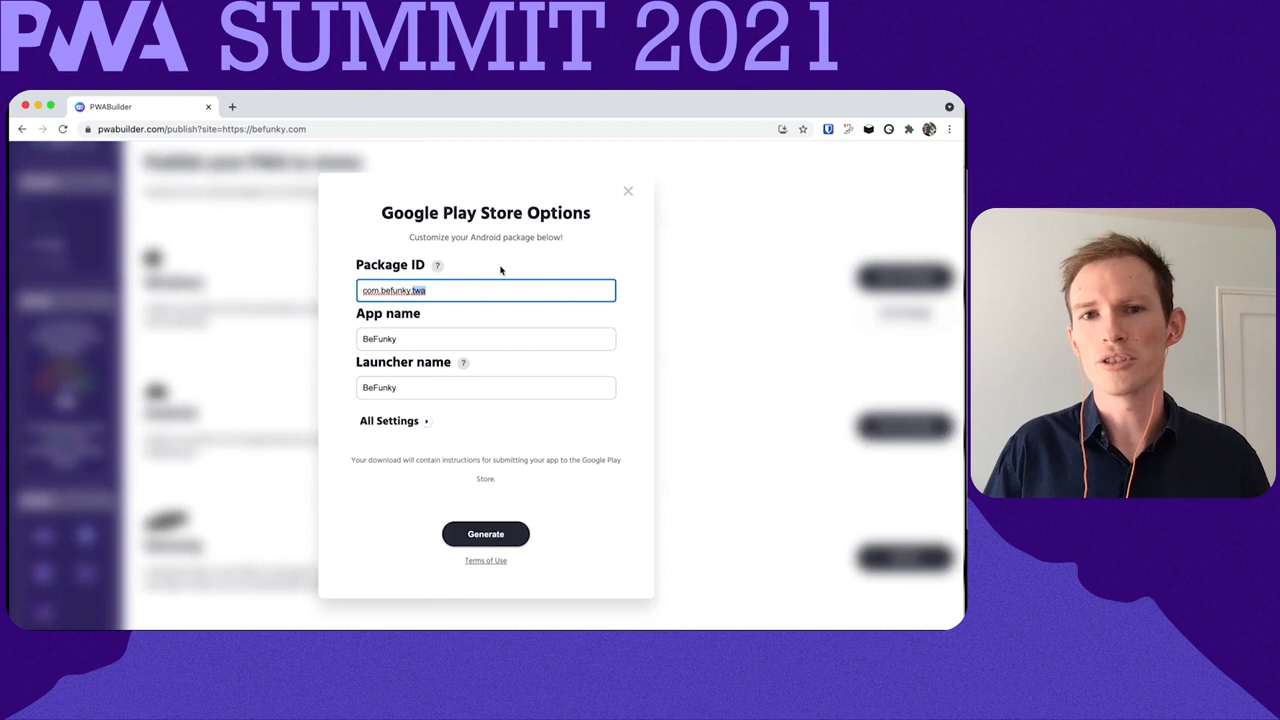 PWA SUMMIT 2021
PWABuilder
pwabuilder.com/publish?site=https://befunky.com
Google Play Store Options
Customize your Android package below!
Package ID ?
com.befunky.twa
App name
BeFunky
Launcher name ?
BeFunky
All Settings
Your download will contain instructions for submitting your app to the Google Play
Store.
Generate
Terms of Use